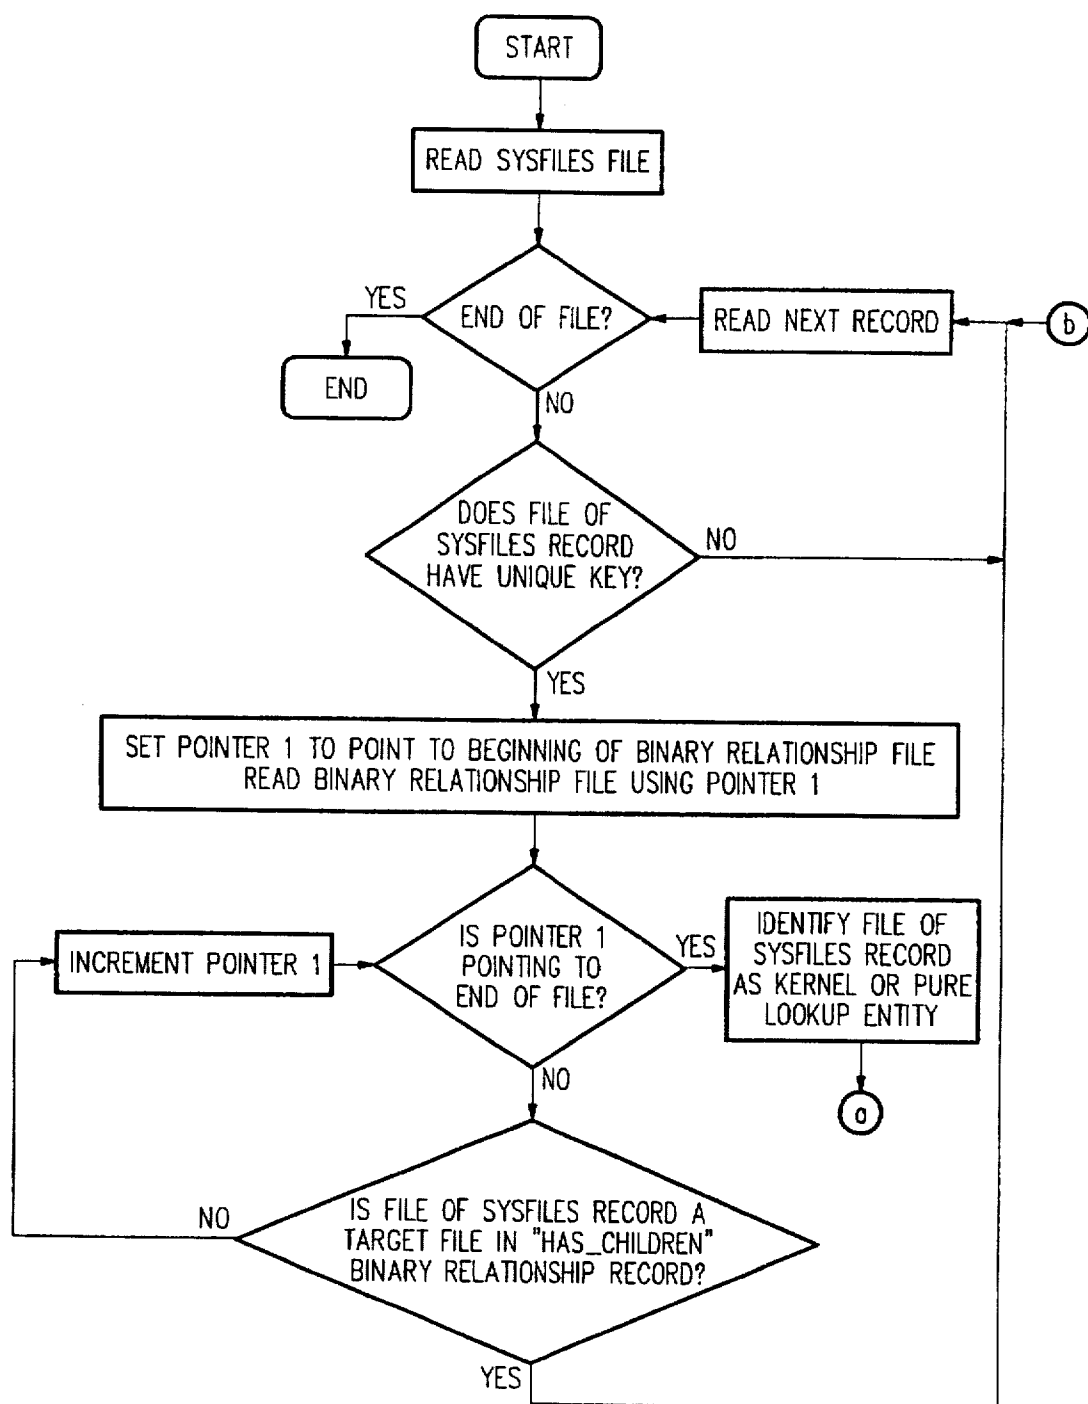 START
READ SYSFILES FILE
YES
END OF FILE?
READ NEXT RECORD
b
END
NO
DOES FILE OF
SYSFILES RECORD
HAVE UNIQUE KEY?
NO
YES
SET POINTER 1 TO POINT TO BEGINNING OF BINARY RELATIONSHIP FILE
READ BINARY RELATIONSHIP FILE USING POINTER 1
INCREMENT POINTER 1
IS POINTER 1
POINTING TO
END OF FILE?
YES
IDENTIFY FILE OF
SYSFILES RECORD
AS KERNEL OR PURE
LOOKUP ENTITY
NO
a
NO
IS FILE OF SYSFILES RECORD A
TARGET FILE IN "HAS_CHILDREN"
BINARY RELATIONSHIP RECORD?
YES